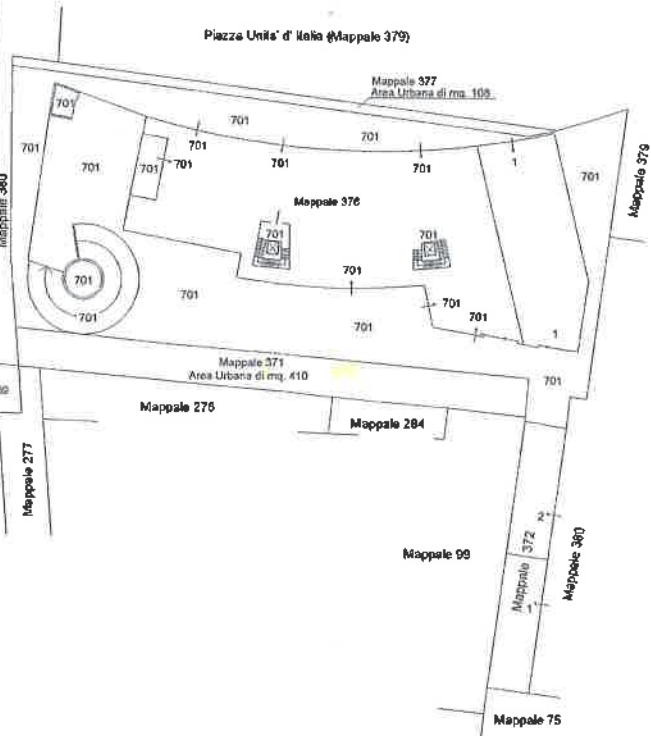 Piazza Unita' d' Italia (Mappale 379)
Mappale 377
Area Urbana di mq. 108
701
701
701
701
701
701
701
701
701
701
1
701
Mappale 379
Mappale 380
Mappale 376
701
701
701
701
701
701
701
701
1
Mappale 371
Area Urbana di mq. 410
701
Mappale 276
Mappale 284
Mappale 277
Mappale 99
2
Mappale 372
Mappale 380
1
Mappale 75